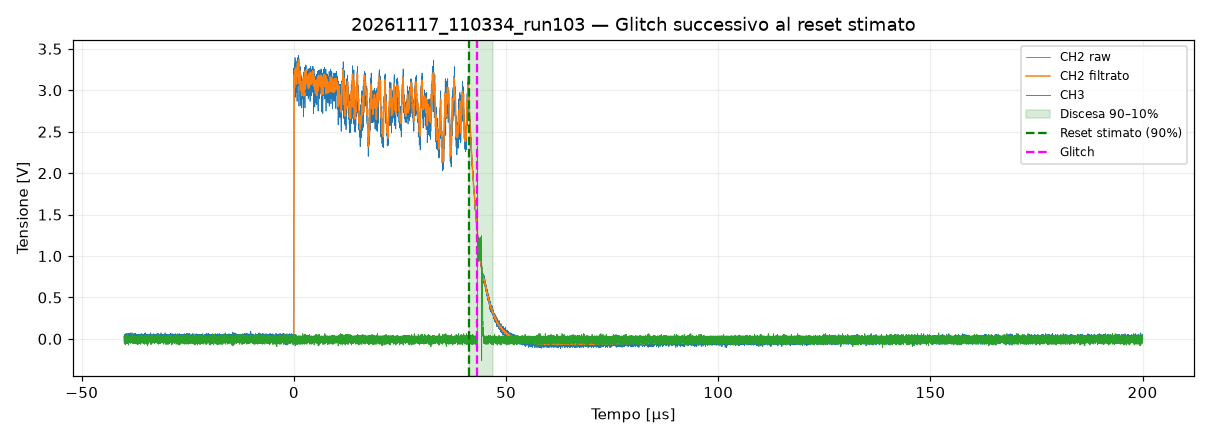 20261117_110334_run103 — Glitch successivo al reset stimato
Tensione [V]
3.5
3.0
2.5
2.0
1.5
1.0
0.5
0.0
CH2 raw
CH2 filtrato
CH3
Discesa 90–10%
Reset stimato (90%)
Glitch
−50
0
50
100
150
200
Tempo [µs]